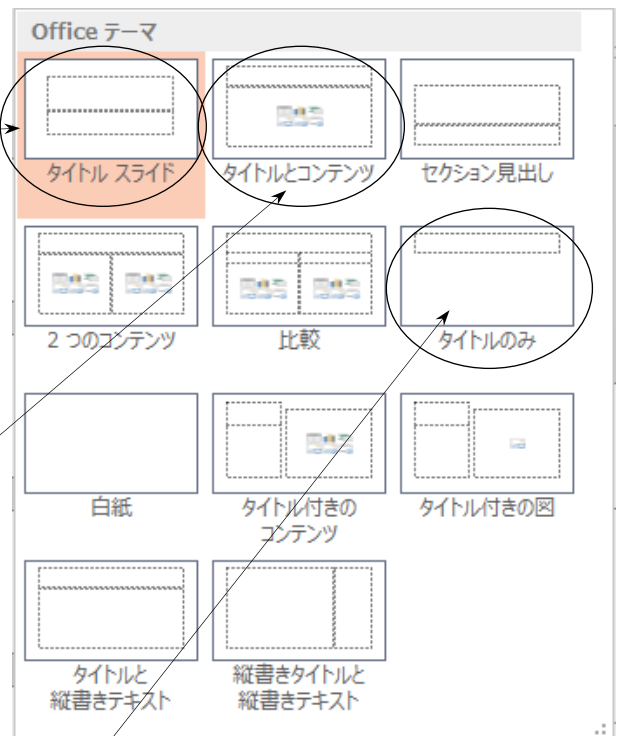 Office テーマ
タイトル スライド
タイトルとコンテンツ
セクション見出し
2 つのコンテンツ
比較
タイトルのみ
白紙
タイトル付きの
コンテンツ
タイトル付きの図
タイトルと
縦書きテキスト
縦書きタイトルと
縦書きテキスト